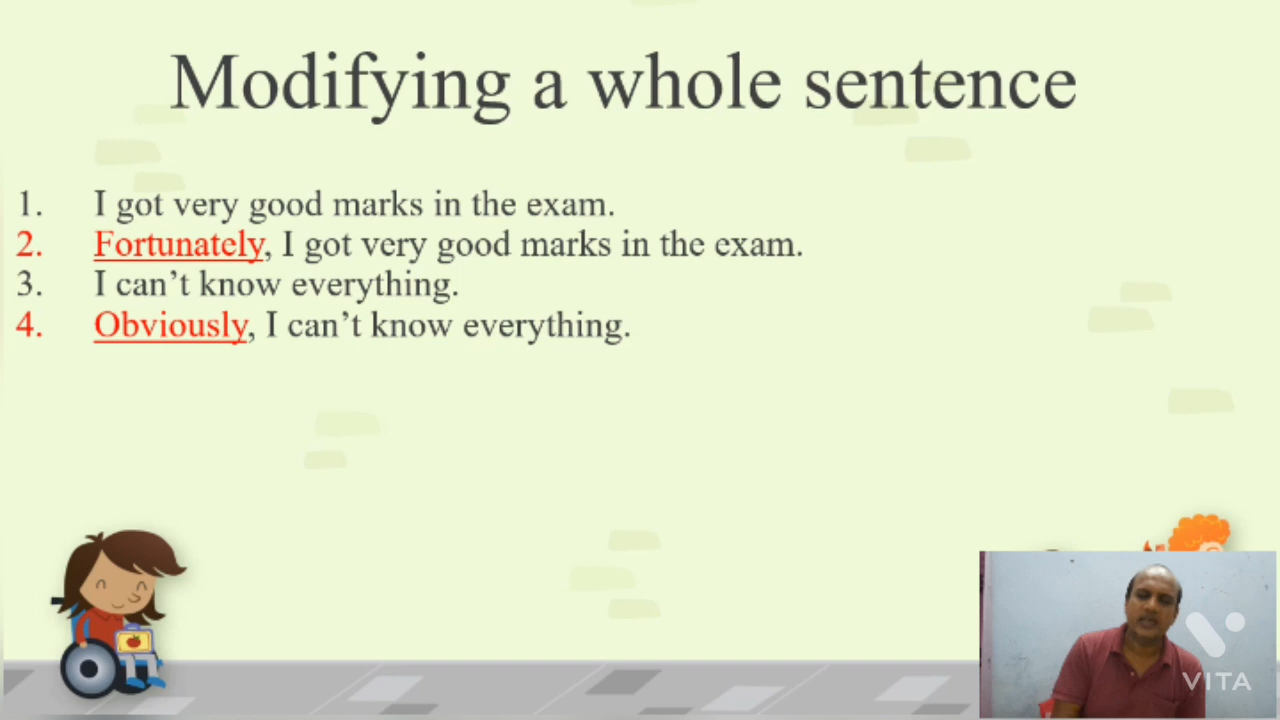 Modifying a whole sentence
1. I got very good marks in the exam.
2. Fortunately, I got very good marks in the exam.
3. I can’t know everything.
4. Obviously, I can’t know everything.
VITA